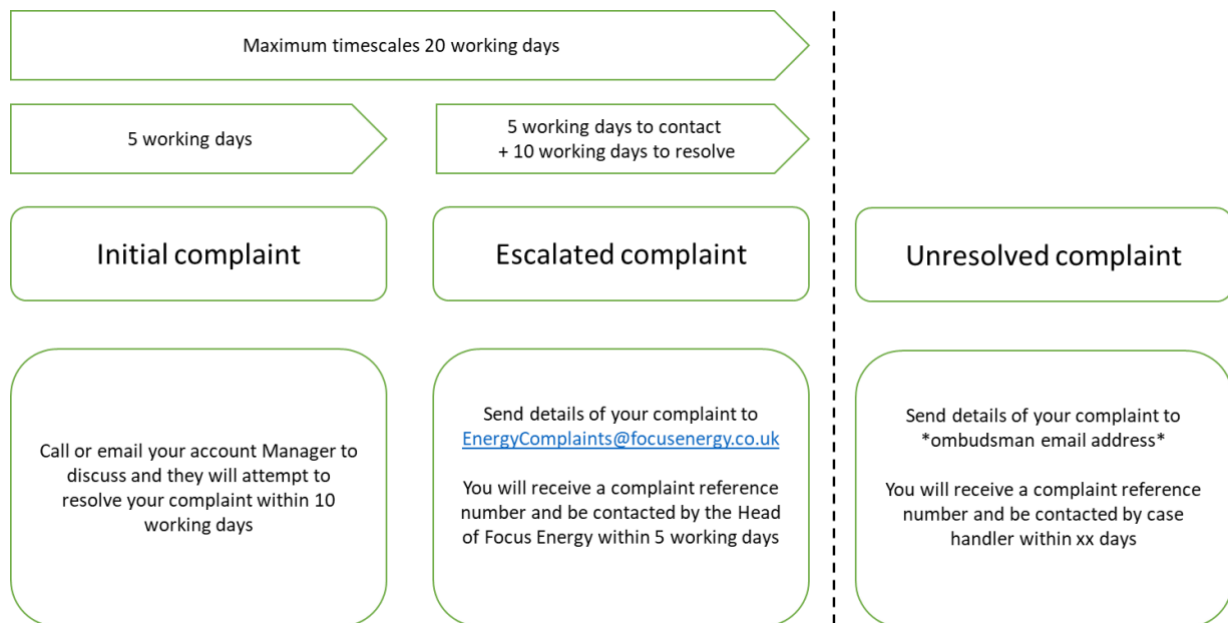 Maximum timescales 20 working days
5 working days
5 working days to contact
+ 10 working days to resolve
Initial complaint
Escalated complaint
Unresolved complaint
Call or email your account Manager to
discuss and they will attempt to
resolve your complaint within 10
working days
Send details of your complaint to
EnergyComplaints@focusenergy.co.uk
You will receive a complaint reference
number and be contacted by the Head
of Focus Energy within 5 working days
Send details of your complaint to
*ombudsman email address*
You will receive a complaint reference
number and be contacted by case
handler within xx days